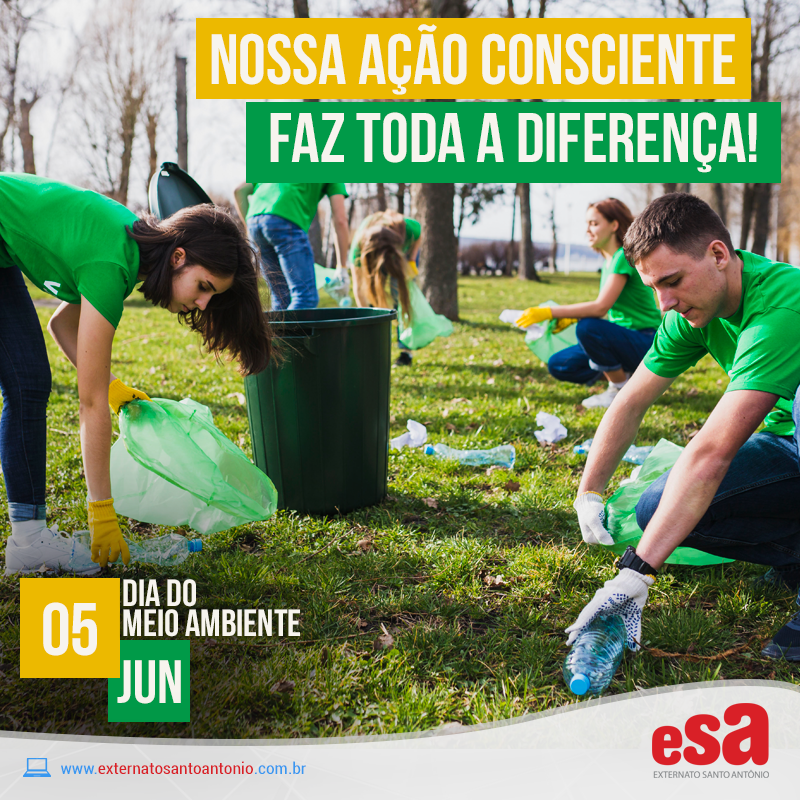 NOSSA AÇÃO CONSCIENTE
FAZ TODA A DIFERENÇA!
05
DIA DO
MEIO AMBIENTE
JUN
www.externatosantoantonio.com.br
esa
EXTERNATO SANTO ANTÔNIO